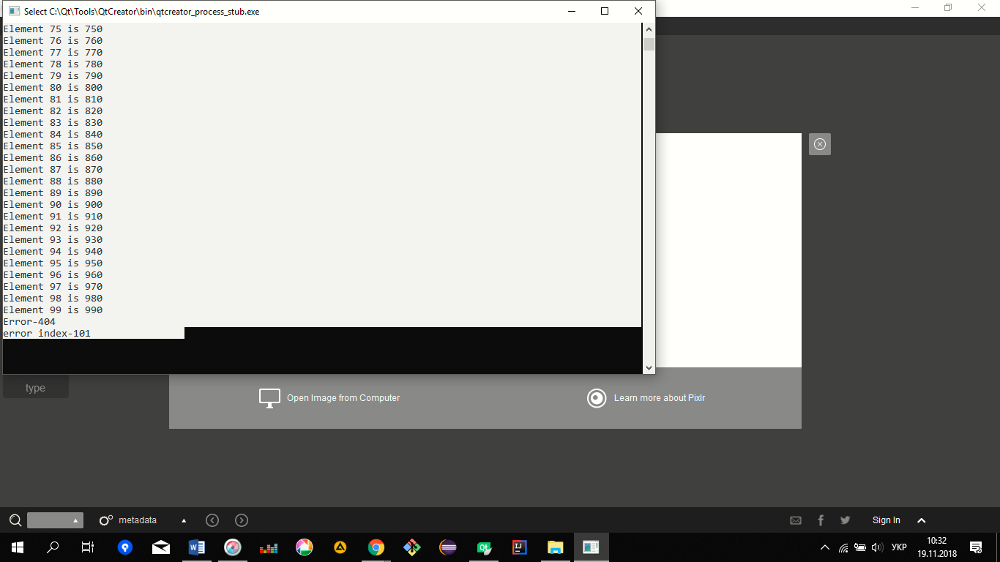 Select C:\Qt\Tools\QtCreator\bin\qtcreator_process_stub.exe
Element 75 is 750
Element 76 is 760
Element 77 is 770
Element 78 is 780
Element 79 is 790
Element 80 is 800
Element 81 is 810
Element 82 is 820
Element 83 is 830
Element 84 is 840
Element 85 is 850
Element 86 is 860
Element 87 is 870
Element 88 is 880
Element 89 is 890
Element 90 is 900
Element 91 is 910
Element 92 is 920
Element 93 is 930
Element 94 is 940
Element 95 is 950
Element 96 is 960
Element 97 is 970
Element 98 is 980
Element 99 is 990
Error-404
error index-101
type
Open Image from Computer
Learn more about Pixlr
metadata
Sign In
W
Qt
IJ
УКР
10:32
19.11.2018